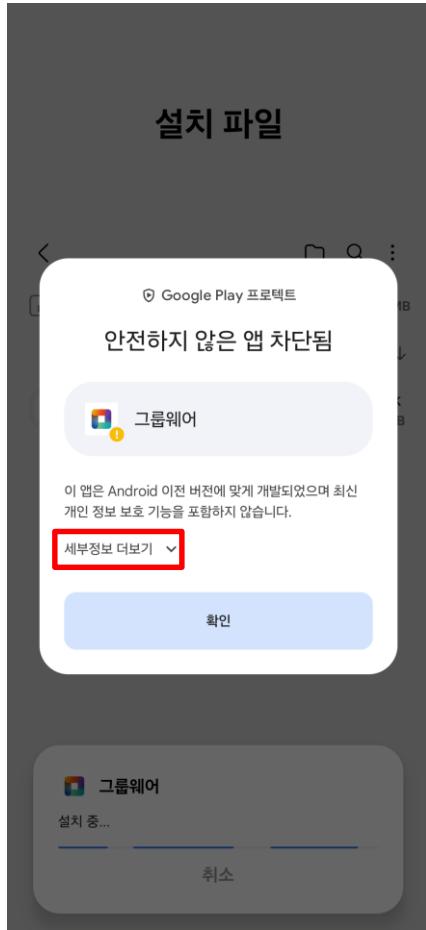 설치 파일
Google Play 프로텍트
안전하지 않은 앱 차단됨
그룹웨어
이 앱은 Android 이전 버전에 맞게 개발되었으며 최신
개인 정보 보호 기능을 포함하지 않습니다.
세부정보 더보기
확인
그룹웨어
설치 중...
취소